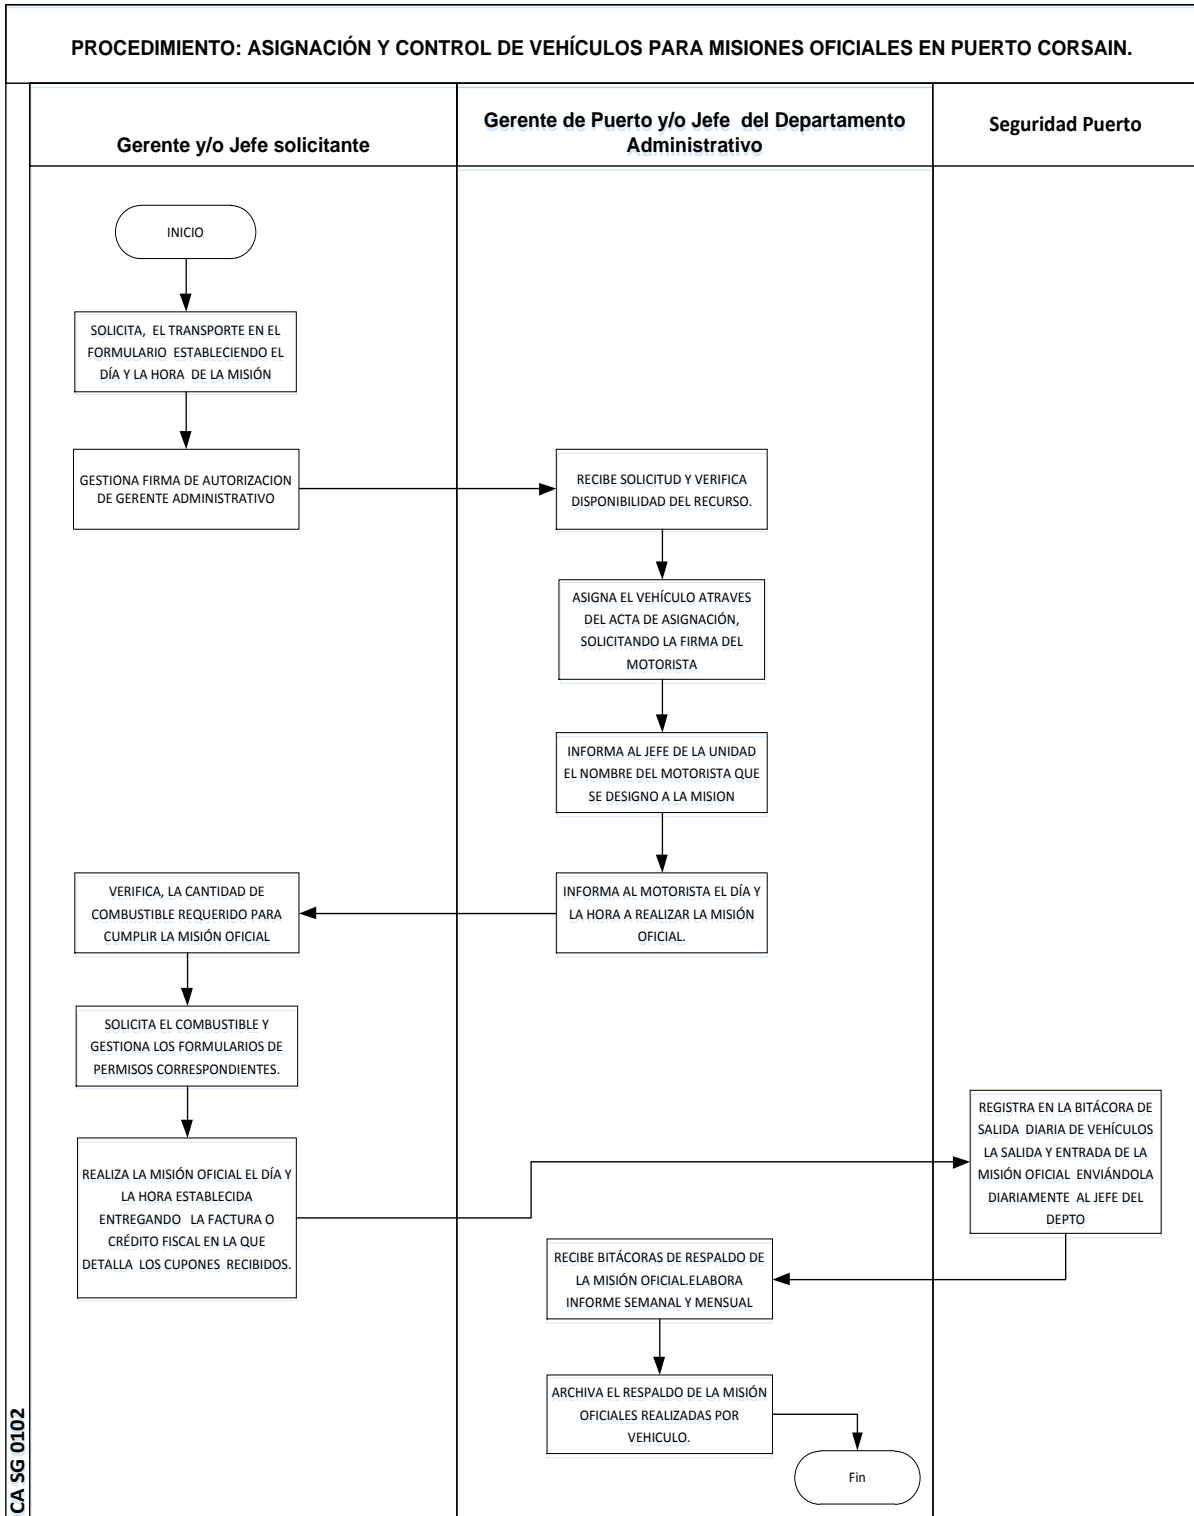 PROCEDIMIENTO: ASIGNACIÓN Y CONTROL DE VEHÍCULOS PARA MISIONES OFICIALES EN PUERTO CORSAIN.
Gerente y/o Jefe solicitante
Gerente de Puerto y/o Jefe del Departamento
Administrativo
Seguridad Puerto
INICIO
SOLICITA, EL TRANSPORTE EN EL
FORMULARIO ESTABLECIENDO EL
DÍA Y LA HORA DE LA MISIÓN
GESTIONA FIRMA DE AUTORIZACION
DE GERENTE ADMINISTRATIVO
RECIBE SOLICITUD Y VERIFICA
DISPONIBILIDAD DEL RECURSO.
ASIGNA EL VEHÍCULO ATRAVES
DEL ACTA DE ASIGNACIÓN,
SOLICITANDO LA FIRMA DEL
MOTORISTA
INFORMA AL JEFE DE LA UNIDAD
EL NOMBRE DEL MOTORISTA QUE
SE DESIGNO A LA MISION
INFORMA AL MOTORISTA EL DÍA Y
LA HORA A REALIZAR LA MISIÓN
OFICIAL.
VERIFICA, LA CANTIDAD DE
COMBUSTIBLE REQUERIDO PARA
CUMPLIR LA MISIÓN OFICIAL
SOLICITA EL COMBUSTIBLE Y
GESTIONA LOS FORMULARIOS DE
PERMISOS CORRESPONDIENTES.
REALIZA LA MISIÓN OFICIAL EL DÍA Y
LA HORA ESTABLECIDA
ENTREGANDO LA FACTURA O
CRÉDITO FISCAL EN LA QUE
DETALLA LOS CUPONES RECIBIDOS.
REGISTRA EN LA BITÁCORA DE
SALIDA DIARIA DE VEHÍCULOS
LA SALIDA Y ENTRADA DE LA
MISIÓN OFICIAL ENVIÁNDOLA
DIARIAMENTE AL JEFE DEL
DEPTO
RECIBE BITÁCORAS DE RESPALDO DE
LA MISIÓN OFICIAL.ELABORA
INFORME SEMANAL Y MENSUAL
ARCHIVA EL RESPALDO DE LA MISIÓN
OFICIALES REALIZADAS POR
VEHICULO.
Fin
CA SG 0102